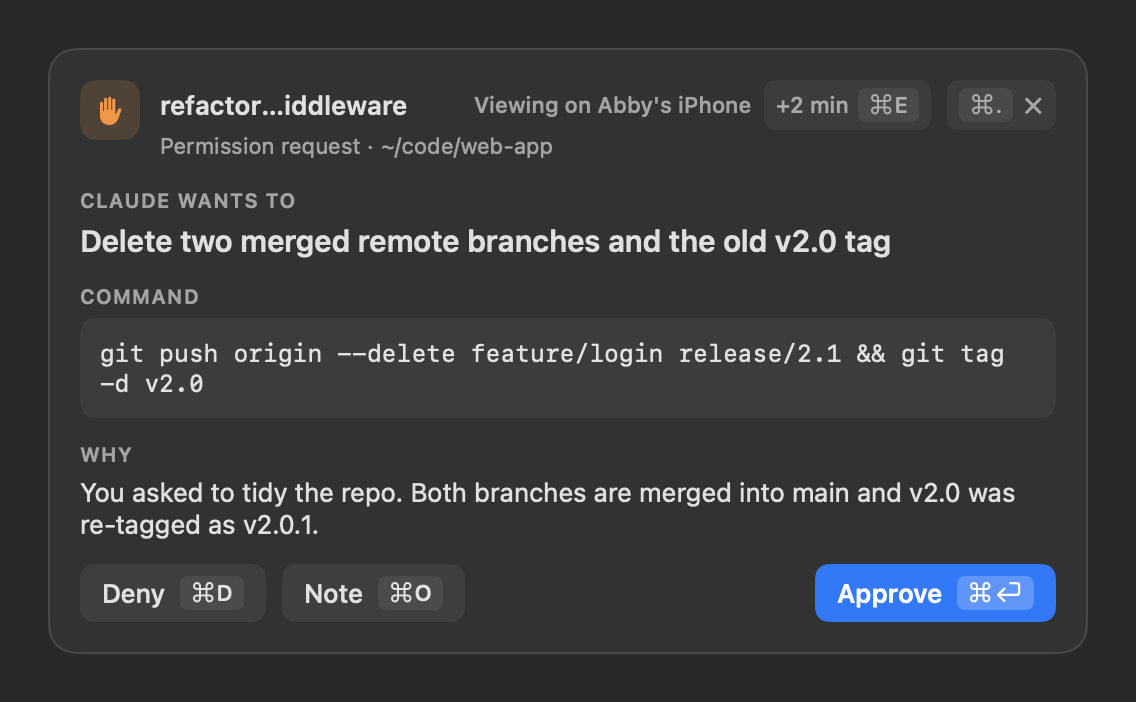 refactor...iddleware
Viewing on Abby's iPhone
+2 min ⌘E
⌘. ✕
Permission request · ~/code/web-app
CLAUDE WANTS TO
Delete two merged remote branches and the old v2.0 tag
COMMAND
git push origin --delete feature/login release/2.1 && git tag
-d v2.0
WHY
You asked to tidy the repo. Both branches are merged into main and v2.0 was
re-tagged as v2.0.1.
Deny ⌘D
Note ⌘O
Approve ⌘↩